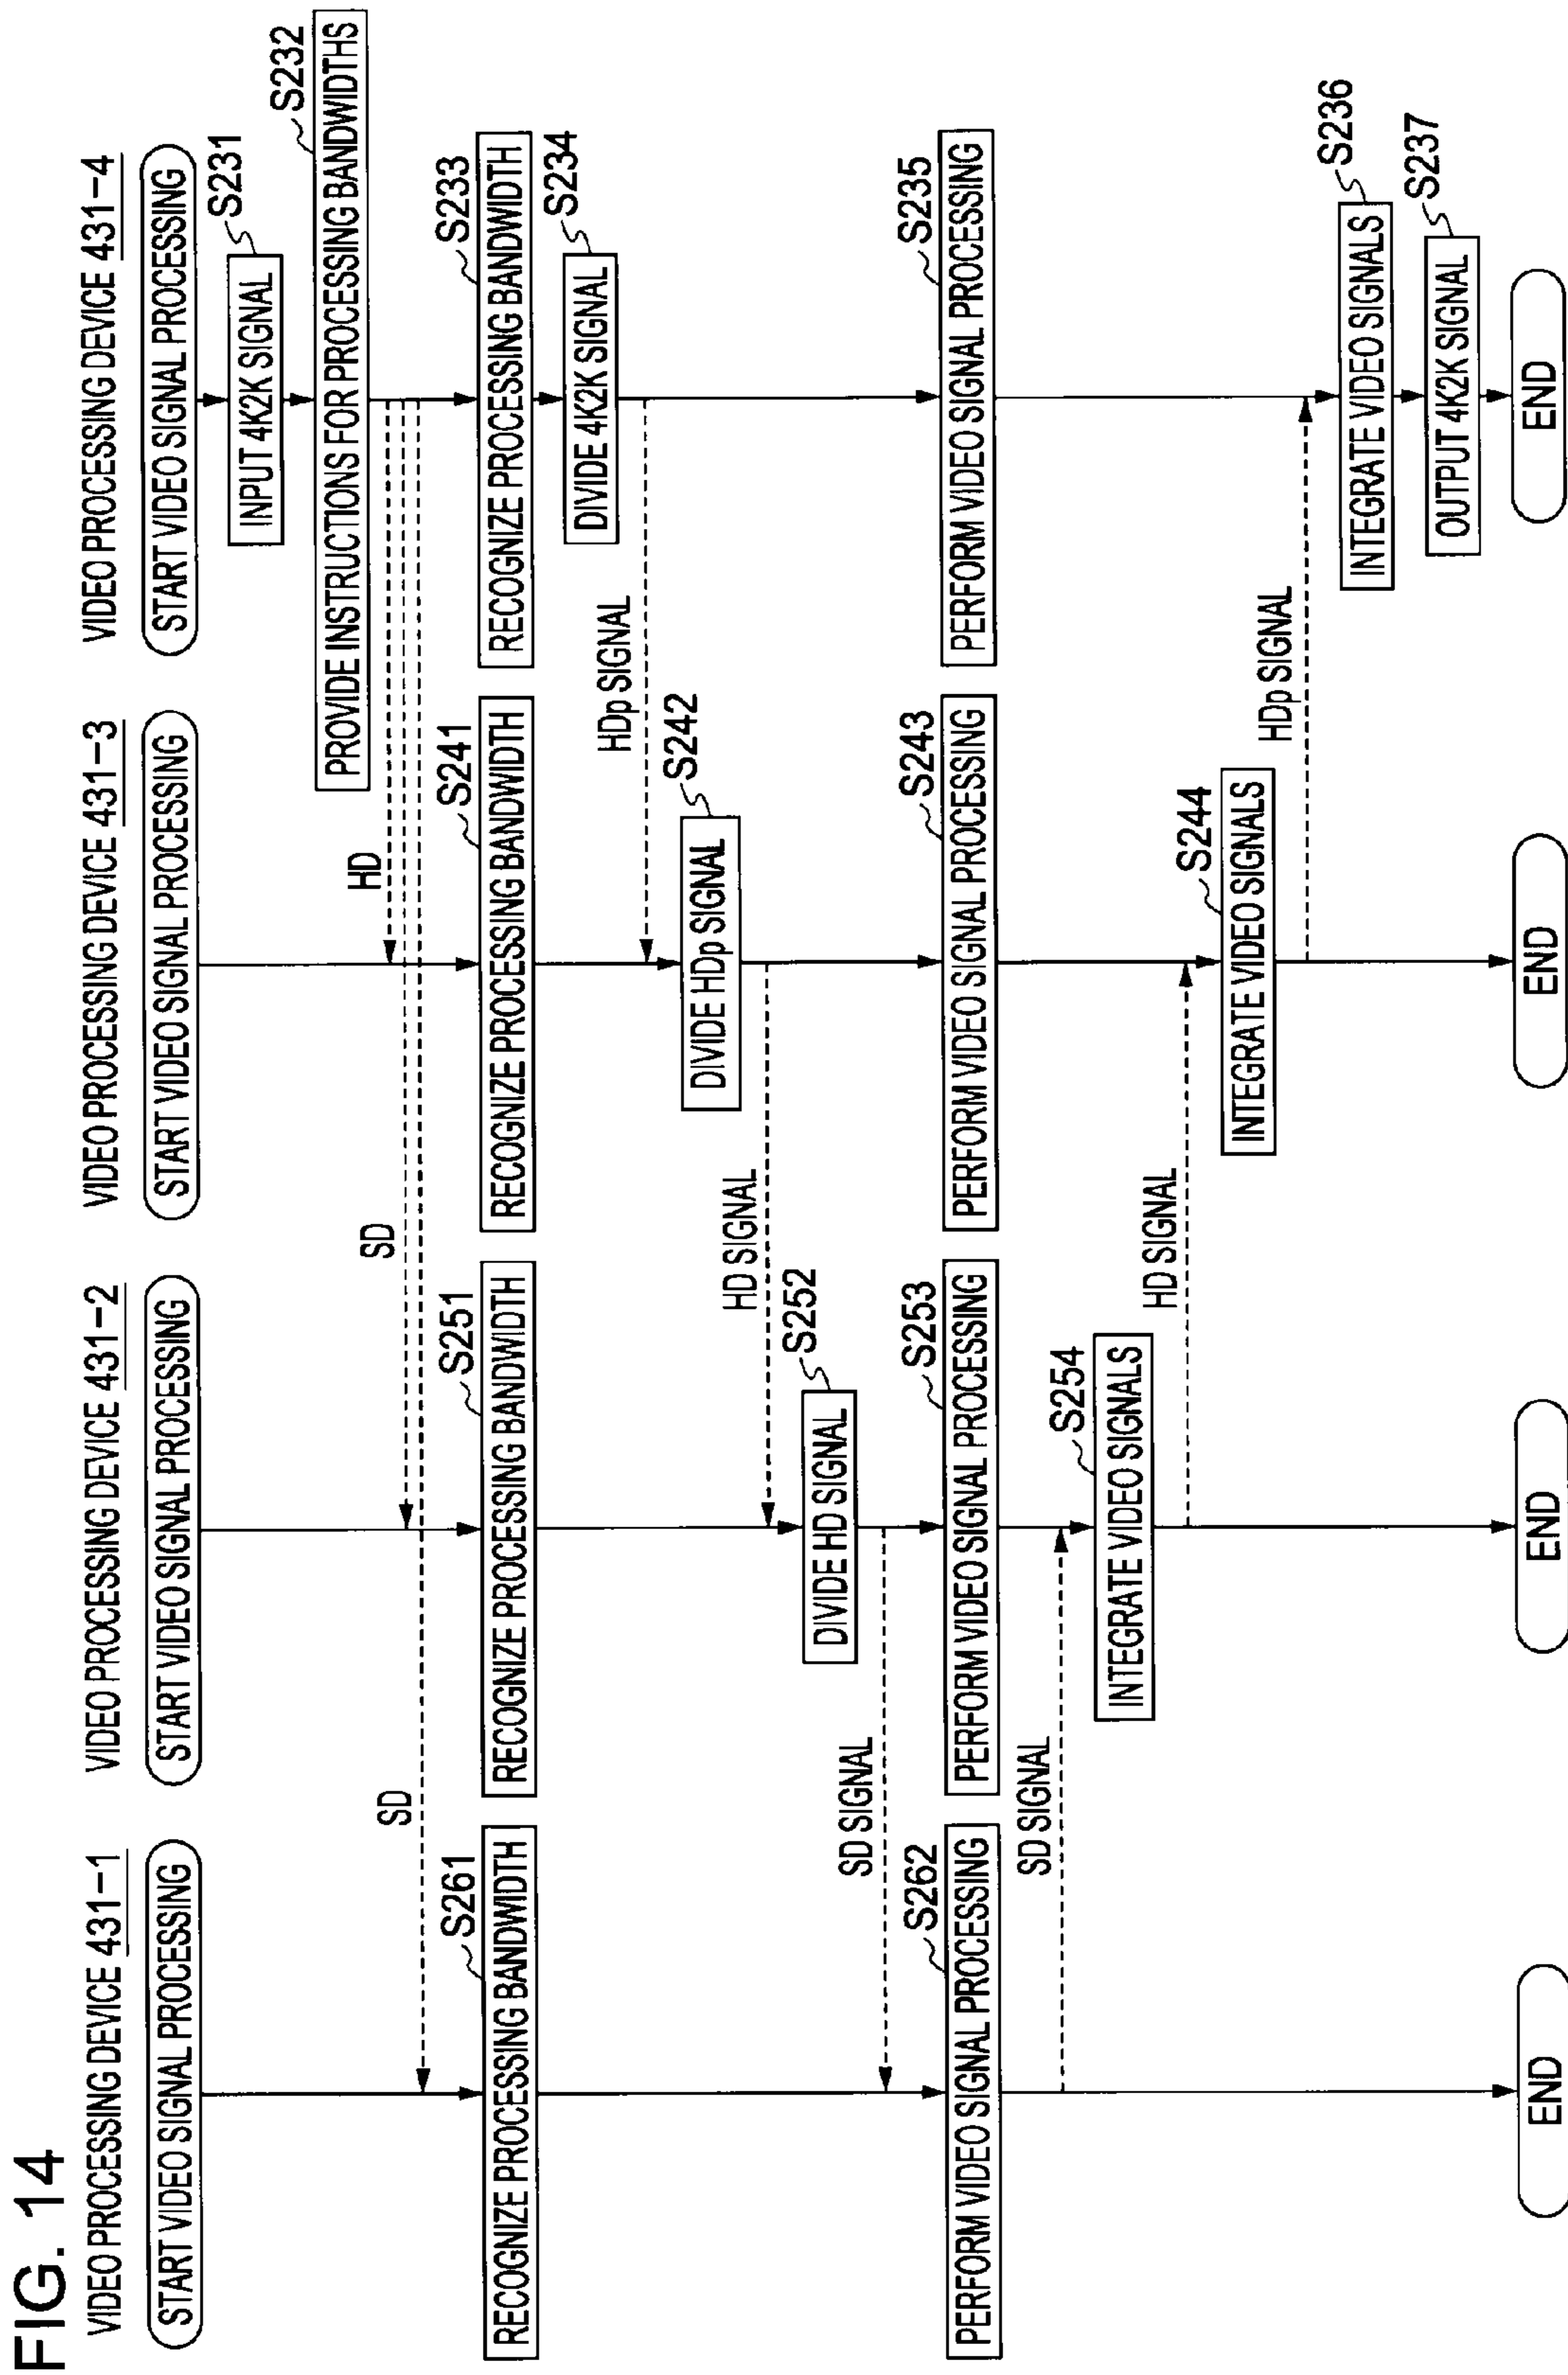 FIG. 14
VIDEO PROCESSING DEVICE 431-1
START VIDEO SIGNAL PROCESSING
S261
RECOGNIZE PROCESSING BANDWIDTH
S262
PERFORM VIDEO SIGNAL PROCESSING
END
SD
SD SIGNAL
SD SIGNAL
VIDEO PROCESSING DEVICE 431-2
START VIDEO SIGNAL PROCESSING
SD
S251
RECOGNIZE PROCESSING BANDWIDTH
S252
DIVIDE HD SIGNAL
S253
PERFORM VIDEO SIGNAL PROCESSING
S254
INTEGRATE VIDEO SIGNALS
END
HD SIGNAL
HD SIGNAL
VIDEO PROCESSING DEVICE 431-3
START VIDEO SIGNAL PROCESSING
HD
S241
RECOGNIZE PROCESSING BANDWIDTH
S242
DIVIDE HDp SIGNAL
S243
PERFORM VIDEO SIGNAL PROCESSING
S244
INTEGRATE VIDEO SIGNALS
END
HDp SIGNAL
HDp SIGNAL
VIDEO PROCESSING DEVICE 431-4
START VIDEO SIGNAL PROCESSING
S231
INPUT 4K2K SIGNAL
S232
PROVIDE INSTRUCTIONS FOR PROCESSING BANDWIDTHS
S233
RECOGNIZE PROCESSING BANDWIDTH
S234
DIVIDE 4K2K SIGNAL
S235
PERFORM VIDEO SIGNAL PROCESSING
S236
INTEGRATE VIDEO SIGNALS
S237
OUTPUT 4K2K SIGNAL
END